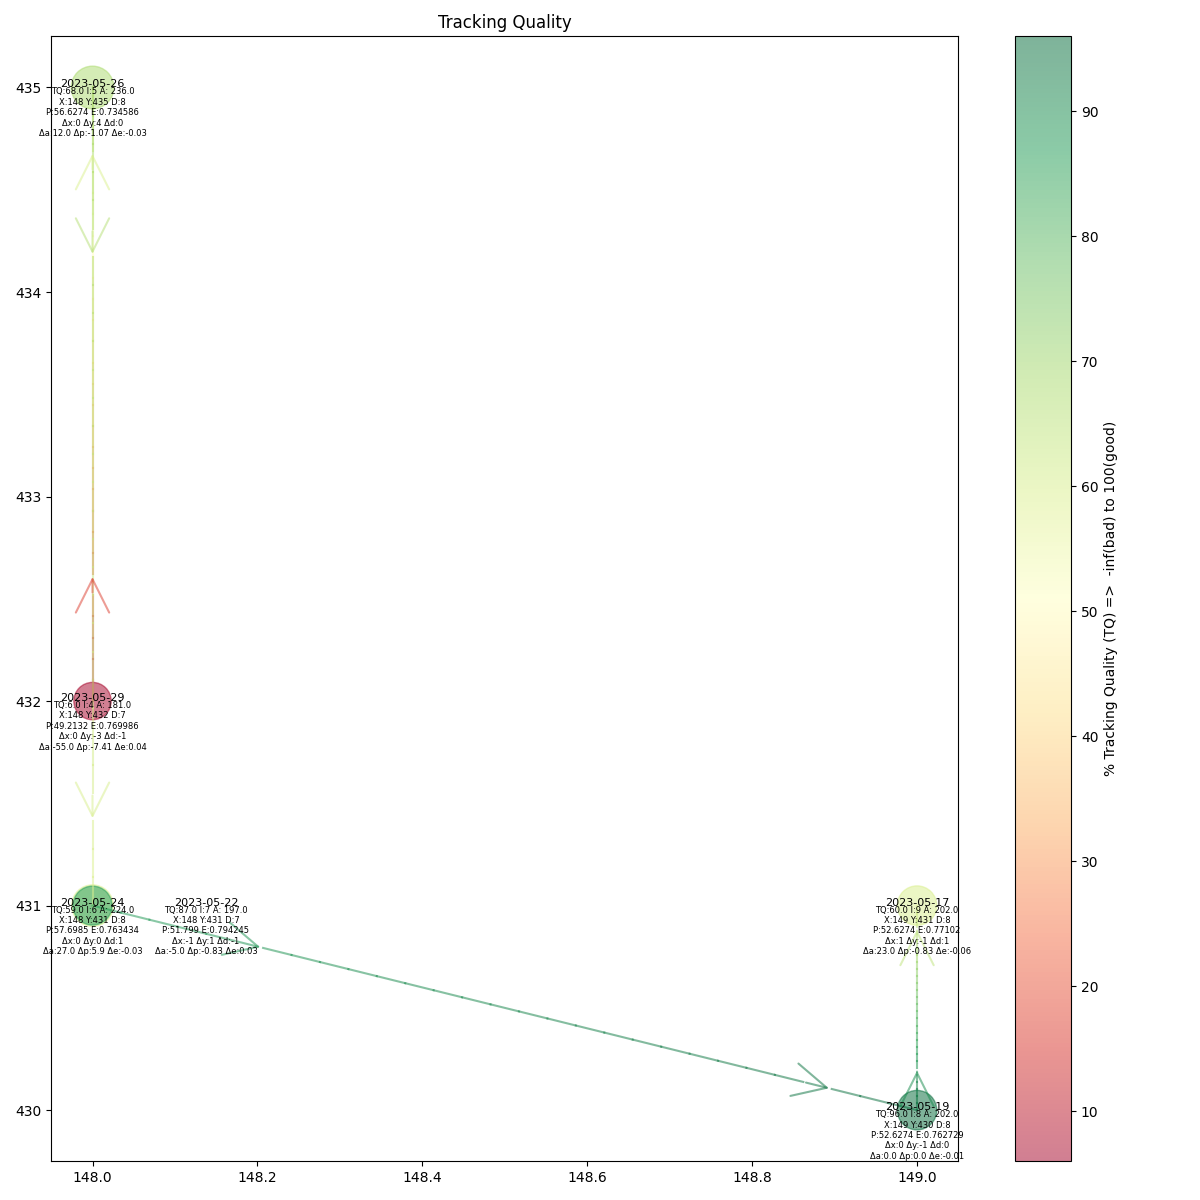 Tracking Quality
435
434
433
432
431
430
2023-05-26
TQ:68.0 I:5 A: 236.0
X:148 Y:435 D:8
P:56.6274 E:0.734586
Δx:0 Δy:4 Δd:0
Δa:12.0 Δp:-1.07 Δe:-0.03
2023-05-29
TQ:6.0 I:4 A: 181.0
X:148 Y:432 D:7
P:49.2132 E:0.769986
Δx:0 Δy:-3 Δd:-1
Δa:-55.0 Δp:-7.41 Δe:0.04
2023-05-24
TQ:59.0 I:6 A: 224.0
X:148 Y:431 D:8
P:57.6985 E:0.763434
Δx:0 Δy:0 Δd:1
Δa:27.0 Δp:5.9 Δe:-0.03
2023-05-22
TQ:87.0 I:7 A: 197.0
X:148 Y:431 D:7
P:51.799 E:0.794245
Δx:-1 Δy:1 Δd:-1
Δa:-5.0 Δp:-0.83 Δe:0.03
2023-05-17
TQ:60.0 I:9 A: 202.0
X:149 Y:431 D:8
P:52.6274 E:0.77102
Δx:1 Δy:-1 Δd:1
Δa:23.0 Δp:-0.83 Δe:-0.06
2023-05-19
TQ:96.0 I:8 A: 202.0
X:149 Y:430 D:8
P:52.6274 E:0.762729
Δx:0 Δy:-1 Δd:0
Δa:0.0 Δp:0.0 Δe:-0.01
148.0
148.2
148.4
148.6
148.8
149.0
90
80
70
60
50
40
30
20
10
% Tracking Quality (TQ) => -inf(bad) to 100(good)